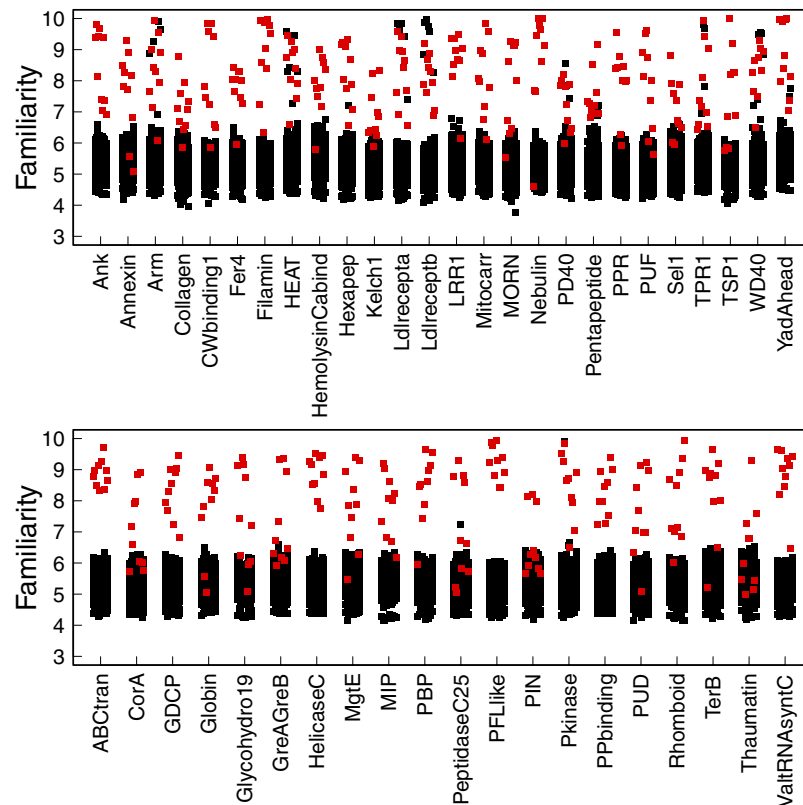 10
9
8
7
6
5
4
3
Familiarity
Ank
Annexin
Arm
Collagen
CWbinding1
Fer4
Filamin
HEAT
HemolysinCabind
Hexapep
Kelch1
Ldlrecepta
Ldlreceptb
LRR1
Mitocarr
MORN
Nebulin
PD40
Pentapeptide
PPR
PUF
Sel1
TPR1
TSP1
WD40
YadAhead
10
9
8
7
6
5
4
3
Familiarity
ABCtran
CorA
GDCP
Globin
Glycohydro19
GreAGreB
HelicaseC
MgtE
MIP
PBP
PeptidaseC25
PFLlike
PIN
Pkinase
PPbinding
PUD
Rhomboid
TerB
Thaumatin
ValtRNAsyntC